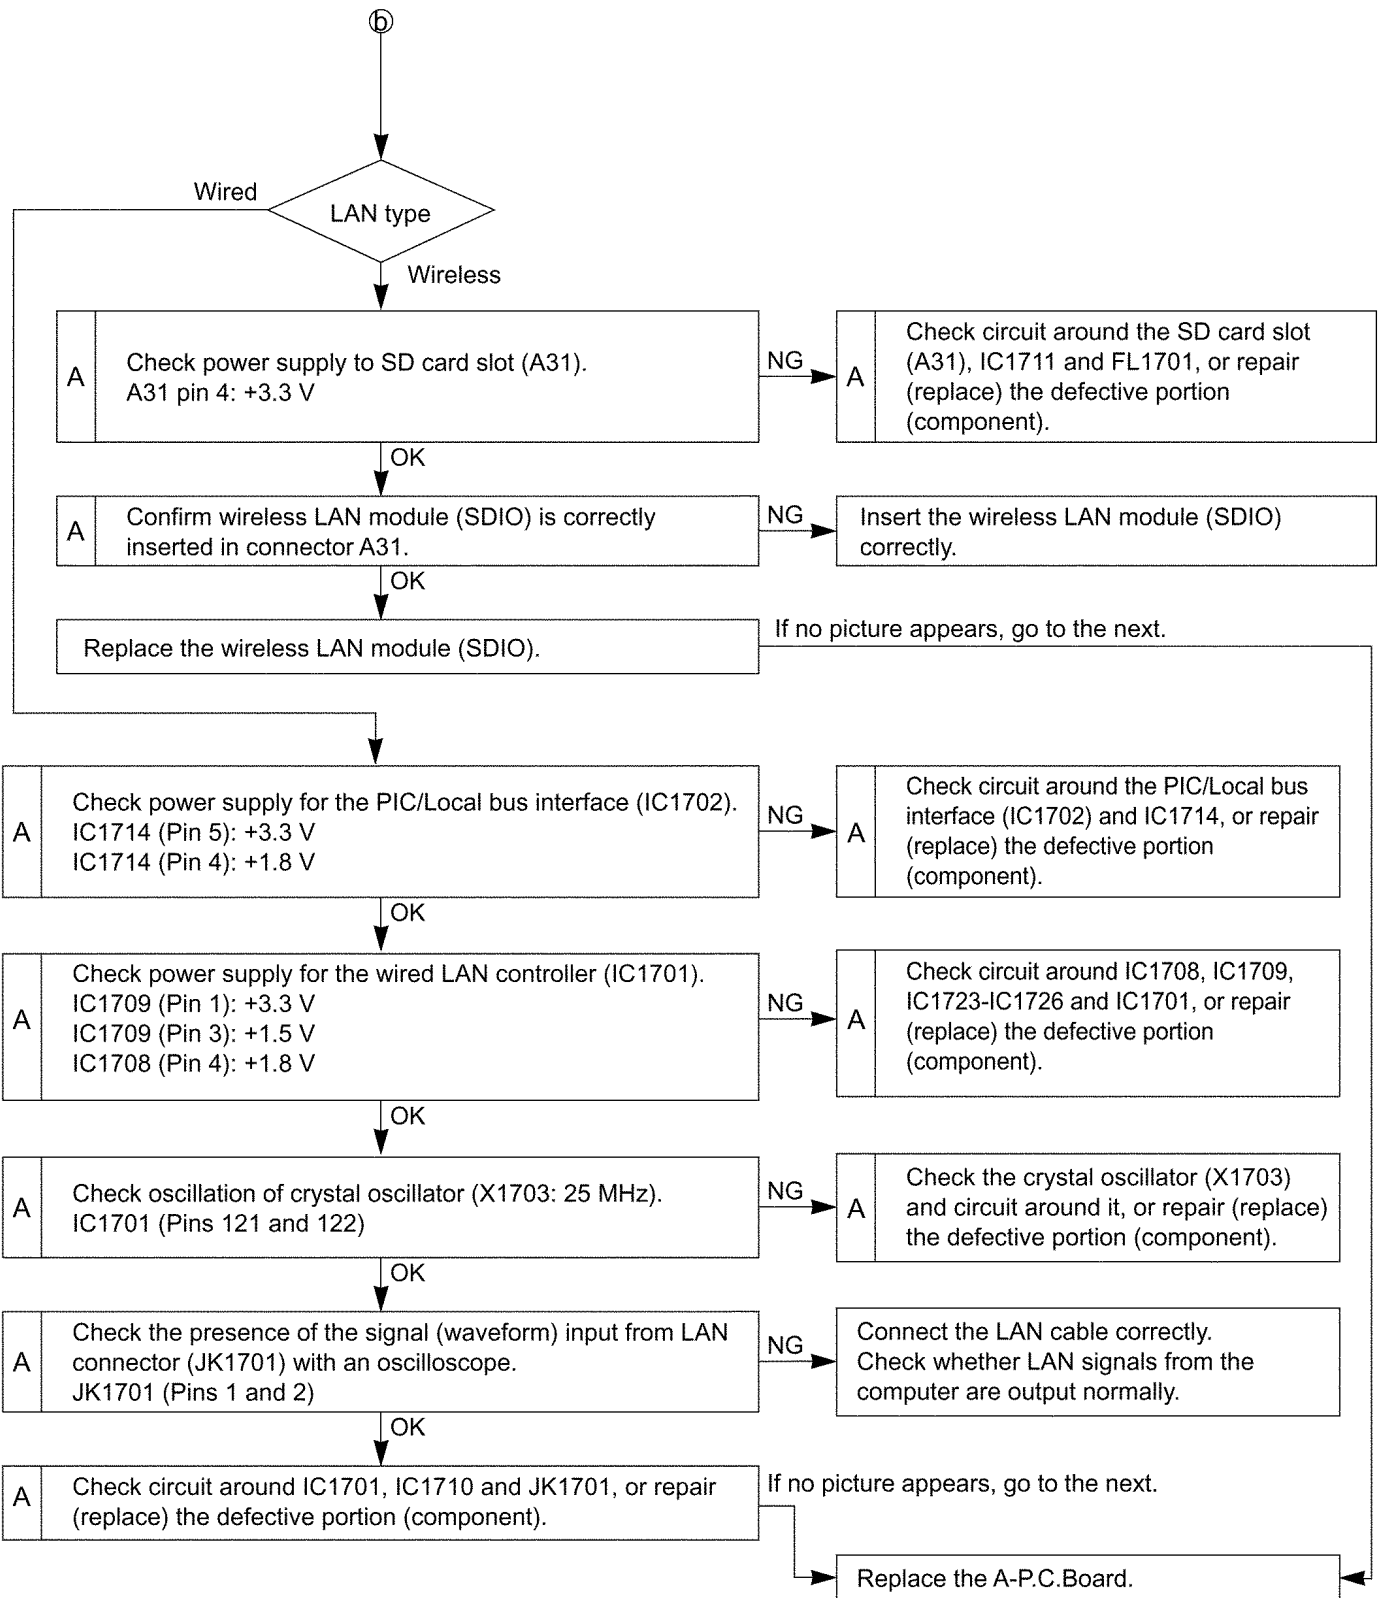 b
Wired
LAN type
Wireless
A
Check power supply to SD card slot (A31).
A31 pin 4: +3.3 V
NG
A
Check circuit around the SD card slot
(A31), IC1711 and FL1701, or repair
(replace) the defective portion
(component).
OK
A
Confirm wireless LAN module (SDIO) is correctly
inserted in connector A31.
NG
Insert the wireless LAN module (SDIO)
correctly.
OK
Replace the wireless LAN module (SDIO).
If no picture appears, go to the next.
A
Check power supply for the PIC/Local bus interface (IC1702).
IC1714 (Pin 5): +3.3 V
IC1714 (Pin 4): +1.8 V
NG
A
Check circuit around the PIC/Local bus
interface (IC1702) and IC1714, or repair
(replace) the defective portion
(component).
OK
A
Check power supply for the wired LAN controller (IC1701).
IC1709 (Pin 1): +3.3 V
IC1709 (Pin 3): +1.5 V
IC1708 (Pin 4): +1.8 V
NG
A
Check circuit around IC1708, IC1709,
IC1723-IC1726 and IC1701, or repair
(replace) the defective portion
(component).
OK
A
Check oscillation of crystal oscillator (X1703: 25 MHz).
IC1701 (Pins 121 and 122)
NG
A
Check the crystal oscillator (X1703)
and circuit around it, or repair (replace)
the defective portion (component).
OK
A
Check the presence of the signal (waveform) input from LAN
connector (JK1701) with an oscilloscope.
JK1701 (Pins 1 and 2)
NG
Connect the LAN cable correctly.
Check whether LAN signals from the
computer are output normally.
OK
A
Check circuit around IC1701, IC1710 and JK1701, or repair
(replace) the defective portion (component).
If no picture appears, go to the next.
Replace the A-P.C.Board.